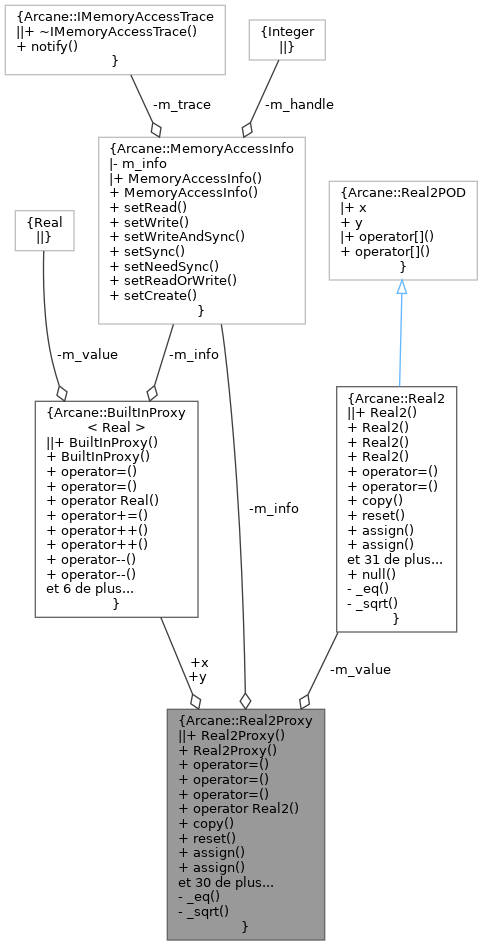 {Arcane::IMemoryAccessTrace
||+ ~IMemoryAccessTrace()
+ notify()
}
{Integer
||}
-m_trace
-m_handle
{Arcane::MemoryAccessInfo
|- m_info
|+ MemoryAccessInfo()
+ MemoryAccessInfo()
+ setRead()
+ setWrite()
+ setWriteAndSync()
+ setSync()
+ setNeedSync()
+ setReadOrWrite()
+ setCreate()
}
{Arcane::Real2POD
|+ x
+ y
|+ operator[]()
+ operator[]()
}
{Real
||}
-m_value
-m_info
{Arcane::BuiltInProxy
< Real >
||+ BuiltInProxy()
+ BuiltInProxy()
+ operator=()
+ operator=()
+ operator Real()
+ operator+=()
+ operator++()
+ operator++()
+ operator--()
+ operator--()
et 6 de plus...
}
-m_info
{Arcane::Real2
||+ Real2()
+ Real2()
+ Real2()
+ Real2()
+ operator=()
+ operator=()
+ copy()
+ reset()
+ assign()
+ assign()
et 31 de plus...
+ null()
- _eq()
- _sqrt()
}
+x
+y
-m_value
{Arcane::Real2Proxy
||+ Real2Proxy()
+ Real2Proxy()
+ operator=()
+ operator=()
+ operator=()
+ operator Real2()
+ copy()
+ reset()
+ assign()
+ assign()
et 30 de plus...
- _eq()
- _sqrt()
}